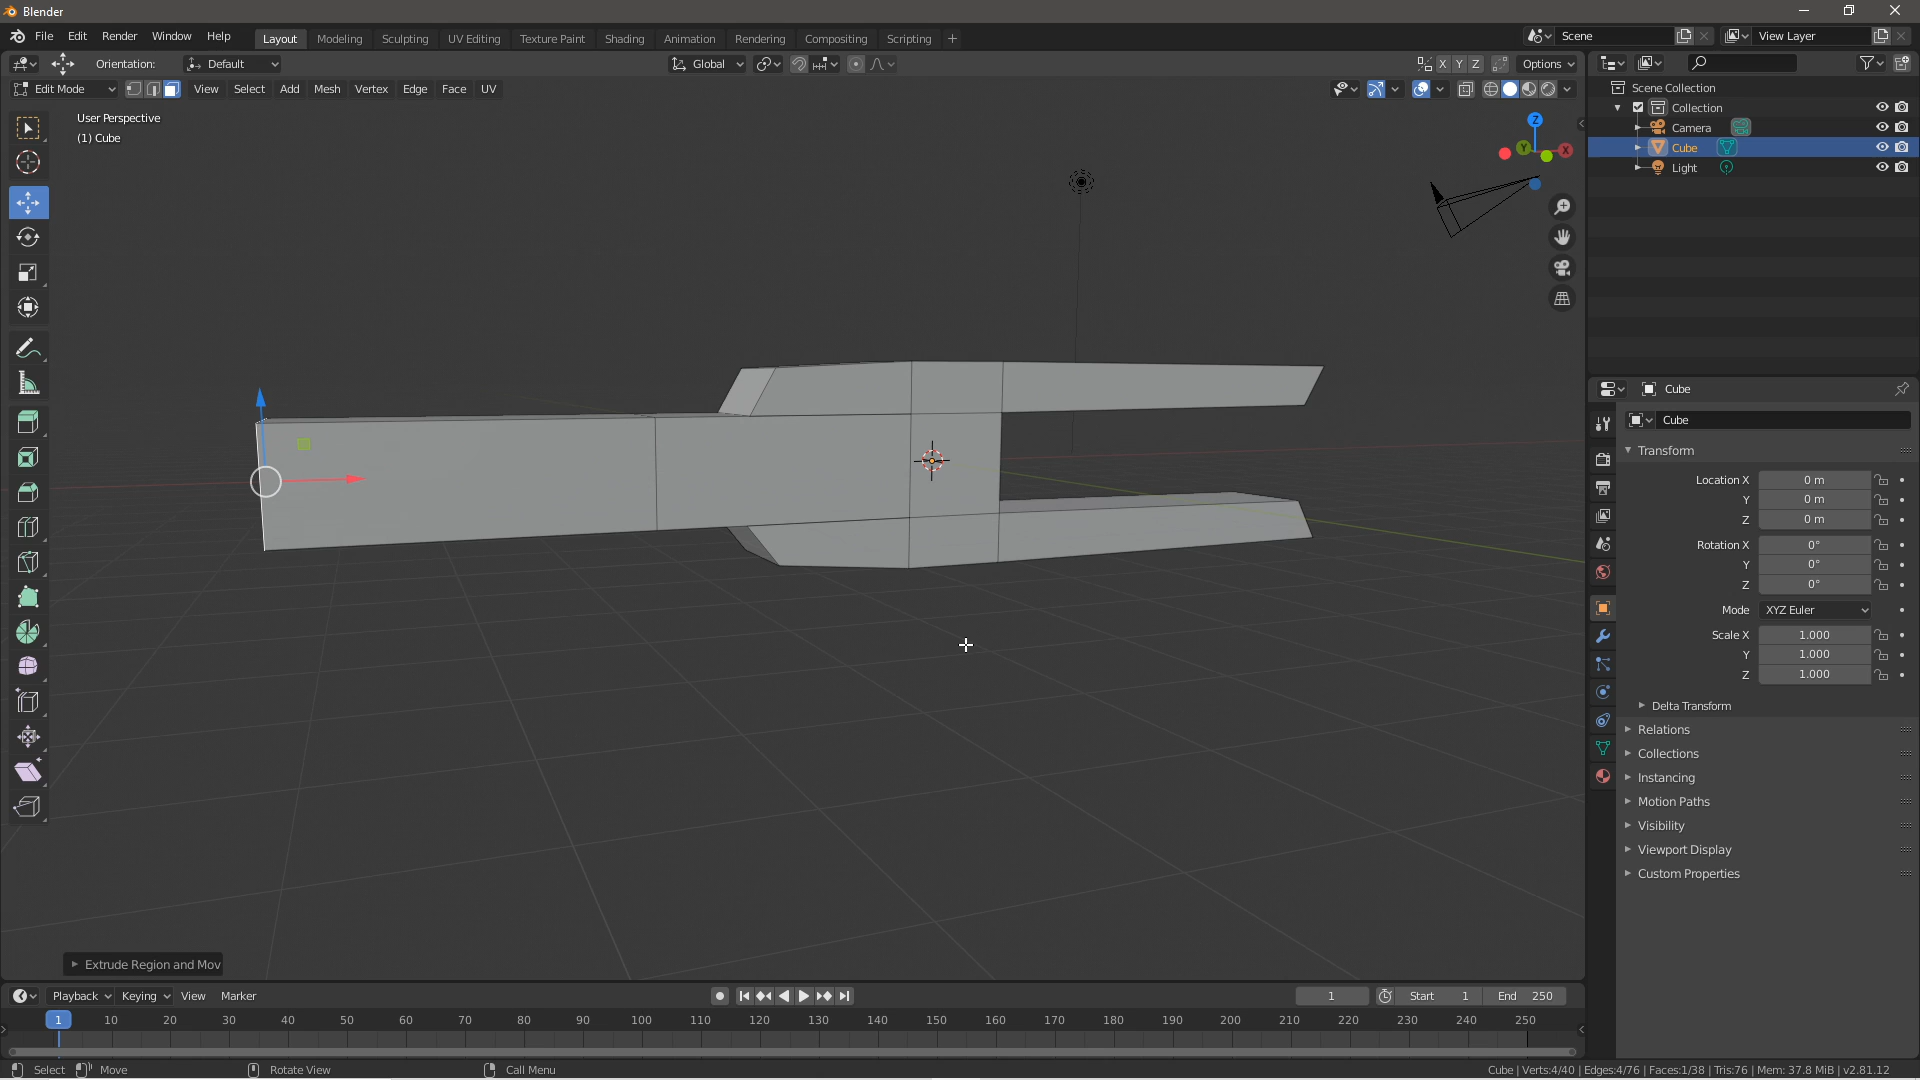 Blender
File Edit Render Window Help
Layout Modeling Sculpting UV Editing Texture Paint Shading Animation Rendering Compositing Scripting +
Scene
View Layer
Orientation: Default
Global
X Y Z
Options
Edit Mode
View Select Add Mesh Vertex Edge Face UV
User Perspective
(1) Cube
Z
Y
X
Scene Collection
Collection
Camera
Cube
Light
Cube
Cube
Transform
Location X 0 m
Y 0 m
Z 0 m
Rotation X 0°
Y 0°
Z 0°
Mode XYZ Euler
Scale X 1.000
Y 1.000
Z 1.000
Delta Transform
Relations
Collections
Instancing
Motion Paths
Visibility
Viewport Display
Custom Properties
Extrude Region and Mov
Playback Keying View Marker
1
Start 1
End 250
1 10 20 30 40 50 60 70 80 90 100 110 120 130 140 150 160 170 180 190 200 210 220 230 240 250
Select Move Rotate View Call Menu
Cube | Verts:4/40 | Edges:4/76 | Faces:1/38 | Tris:76 | Mem: 37.8 MiB | v2.81.12